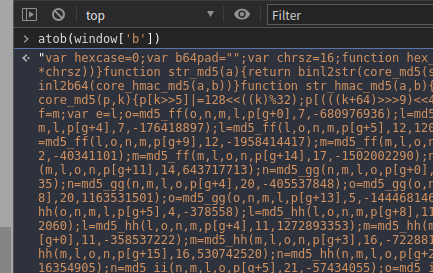 top Filter
> atob(window['b'])
"var hexcase=0;var b64pad="";var chrsz=16;function hex_
*chrsz))}function str_md5(a){return binl2str(core_md5(s
inl2b64(core_hmac_md5(a,b))}function str_hmac_md5(a,b){
core_md5(p,k){p[k>>5]|=128<<((k)%32);p[(((k+64)>>>9)<<4
f=m;var e=l;o=md5_ff(o,n,m,l,p[g+0],7,-680976936);l=md5
m,l,p[g+4],7,-176418897);l=md5_ff(l,o,n,m,p[g+5],12,120
=md5_ff(l,o,n,m,p[g+9],12,-1958414417);m=md5_ff(m,l,o,n
2,-40341101);m=md5_ff(m,l,o,n,p[g+14],17,-1502002290);n
(m,l,o,n,p[g+11],14,643717713);n=md5_gg(n,m,l,o,p[g+0],
35);n=md5_gg(n,m,l,o,p[g+4],20,-405537848);o=md5_gg(o,n
8],20,1163531501);o=md5_gg(o,n,m,l,p[g+13],5,-144468146
hh(o,n,m,l,p[g+5],4,-378558);l=md5_hh(l,o,n,m,p[g+8],11
2060);l=md5_hh(l,o,n,m,p[g+4],11,1272893353);m=md5_hh(m
[g+0],11,-358537222);m=md5_hh(m,l,o,n,p[g+3],16,-722881
hh(m,l,o,n,p[g+15],16,530742520);n=md5_hh(n,m,l,o,p[g+2
16354905);n=md5_ii(n,m,l,o,p[g+5],21,-57434055);o=md5_i